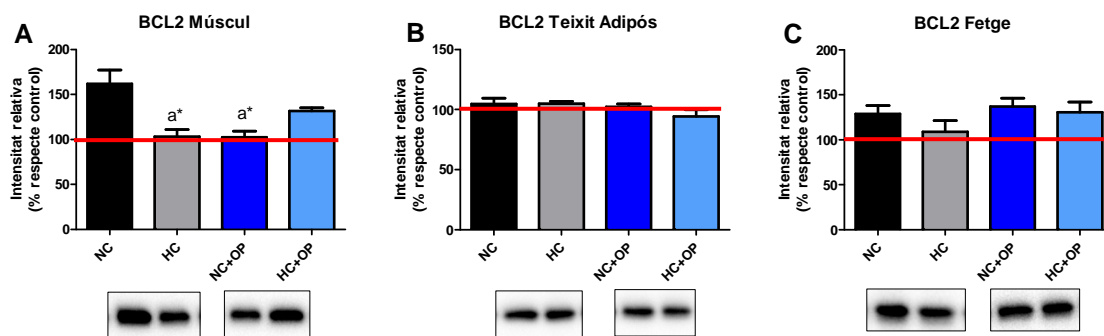 A
BCL2 Múscul
Intensitat relativa
(% respecte control)
200
150
100
50
0
a*
a*
NC
HC
NC+OP
HC+OP
B
BCL2 Teixit Adipós
Intensitat relativa
(% respecte control)
150
100
50
0
NC
HC
NC+OP
HC+OP
C
BCL2 Fetge
Intensitat relativa
(% respecte control)
200
150
100
50
0
NC
HC
NC+OP
HC+OP